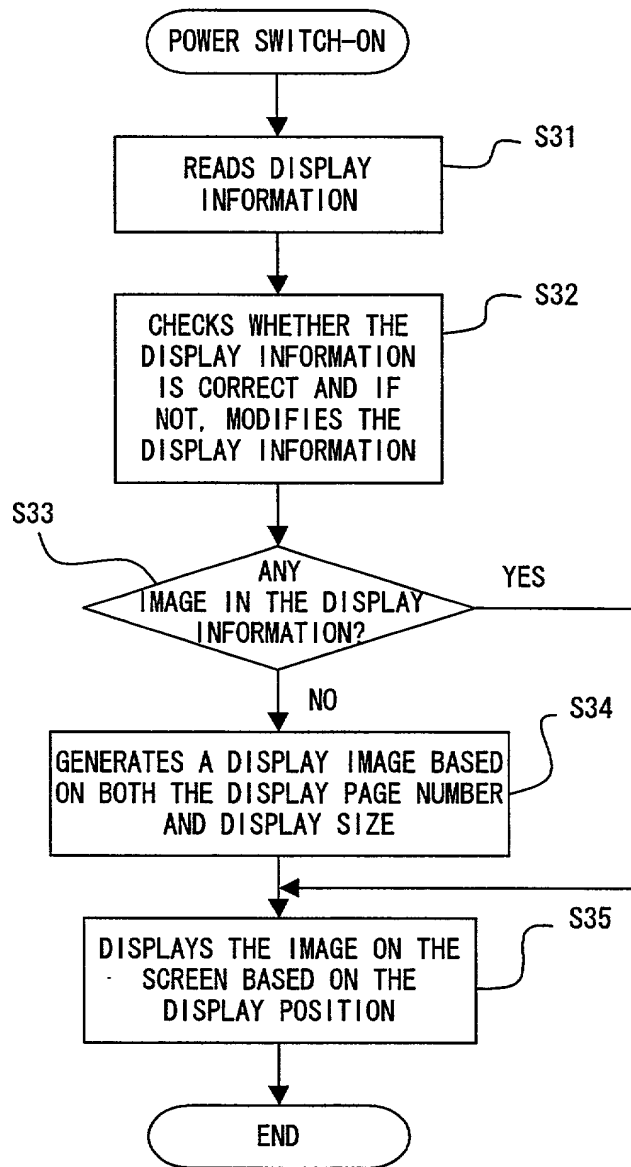 POWER SWITCH-ON
S31
READS DISPLAY
INFORMATION
S32
CHECKS WHETHER THE
DISPLAY INFORMATION
IS CORRECT AND IF
NOT, MODIFIES THE
DISPLAY INFORMATION
S33
ANY
IMAGE IN THE DISPLAY
INFORMATION?
YES
NO
S34
GENERATES A DISPLAY IMAGE BASED
ON BOTH THE DISPLAY PAGE NUMBER
AND DISPLAY SIZE
S35
DISPLAYS THE IMAGE ON THE
SCREEN BASED ON THE
DISPLAY POSITION
END